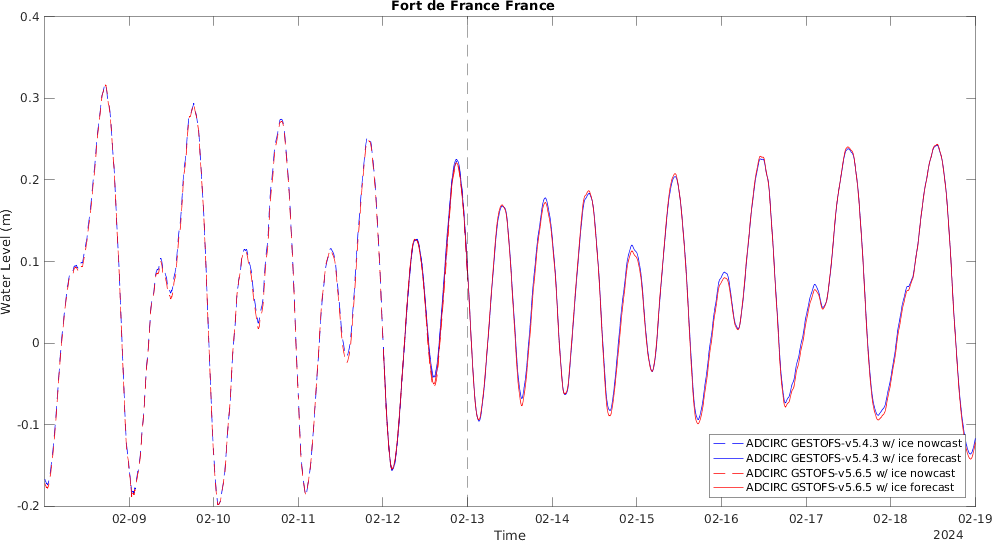 Fort de France France
0.4
0.3
0.2
0.1
0
-0.1
-0.2
Water Level (m)
ADCIRC GESTOFS-v5.4.3 w/ ice nowcast
ADCIRC GESTOFS-v5.4.3 w/ ice forecast
ADCIRC GSTOFS-v5.6.5 w/ ice nowcast
ADCIRC GSTOFS-v5.6.5 w/ ice forecast
02-09 02-10 02-11 02-12 02-13 02-14 02-15 02-16 02-17 02-18 02-19
Time
2024